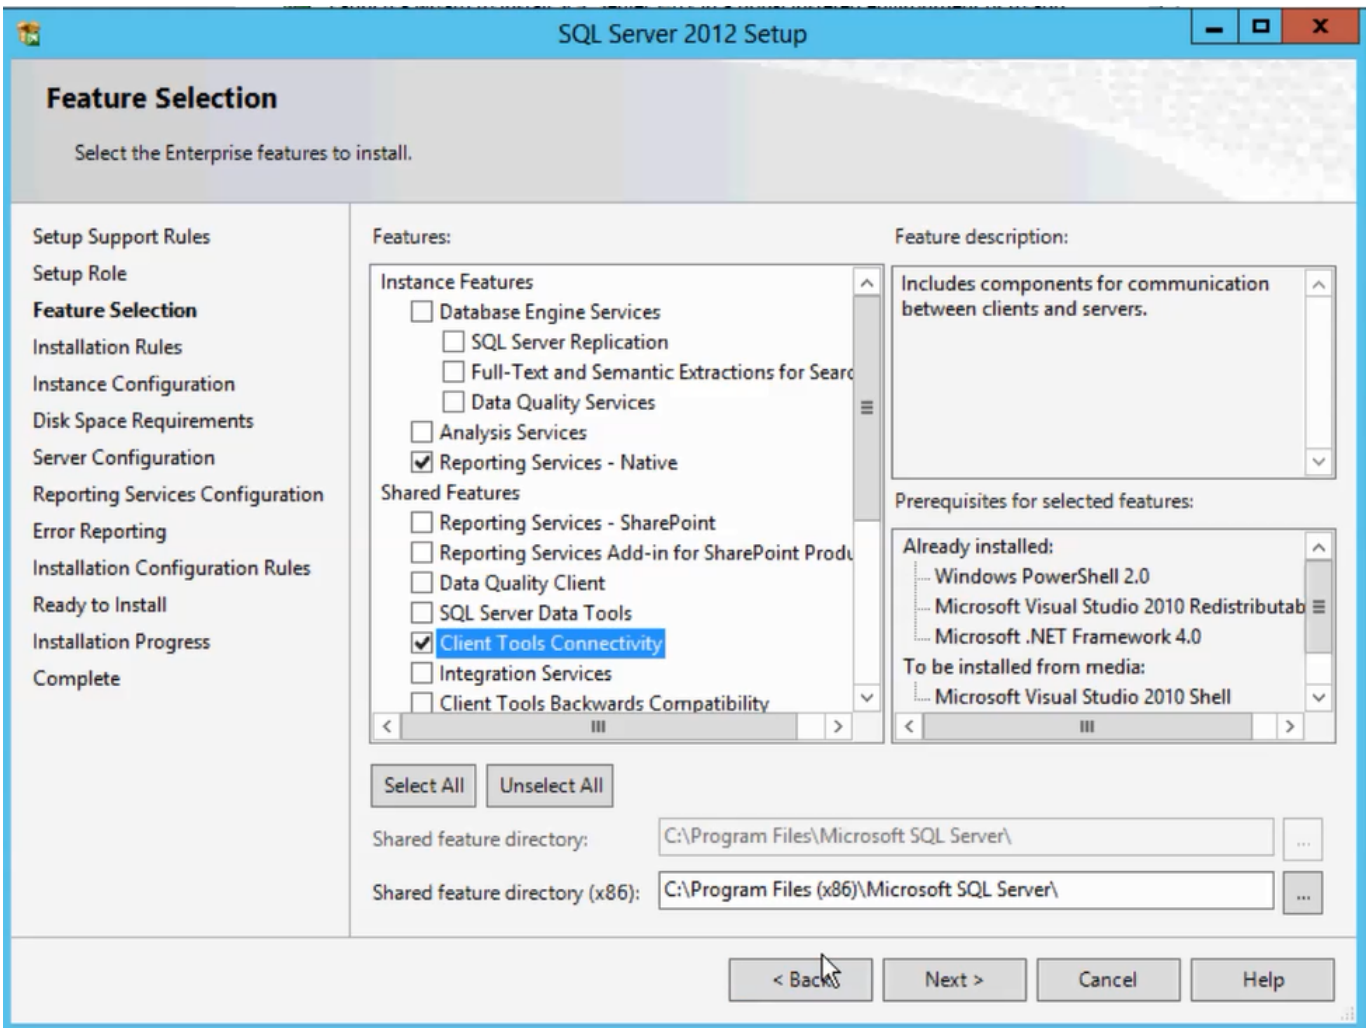 SQL Server 2012 Setup
Feature Selection
Select the Enterprise features to install.
Setup Support Rules
Setup Role
Feature Selection
Installation Rules
Instance Configuration
Disk Space Requirements
Server Configuration
Reporting Services Configuration
Error Reporting
Installation Configuration Rules
Ready to Install
Installation Progress
Complete
Features:
Instance Features
Database Engine Services
SQL Server Replication
Full-Text and Semantic Extractions for Searc
Data Quality Services
Analysis Services
Reporting Services - Native
Shared Features
Reporting Services - SharePoint
Reporting Services Add-in for SharePoint Produ
Data Quality Client
SQL Server Data Tools
Client Tools Connectivity
Integration Services
Client Tools Backwards Compatibility
Feature description:
Includes components for communication
between clients and servers.
Prerequisites for selected features:
Already installed:
Windows PowerShell 2.0
Microsoft Visual Studio 2010 Redistributab
Microsoft .NET Framework 4.0
To be installed from media:
Microsoft Visual Studio 2010 Shell
Select All
Unselect All
Shared feature directory:
C:\Program Files\Microsoft SQL Server\
...
Shared feature directory (x86):
C:\Program Files (x86)\Microsoft SQL Server\
...
< Back
Next >
Cancel
Help